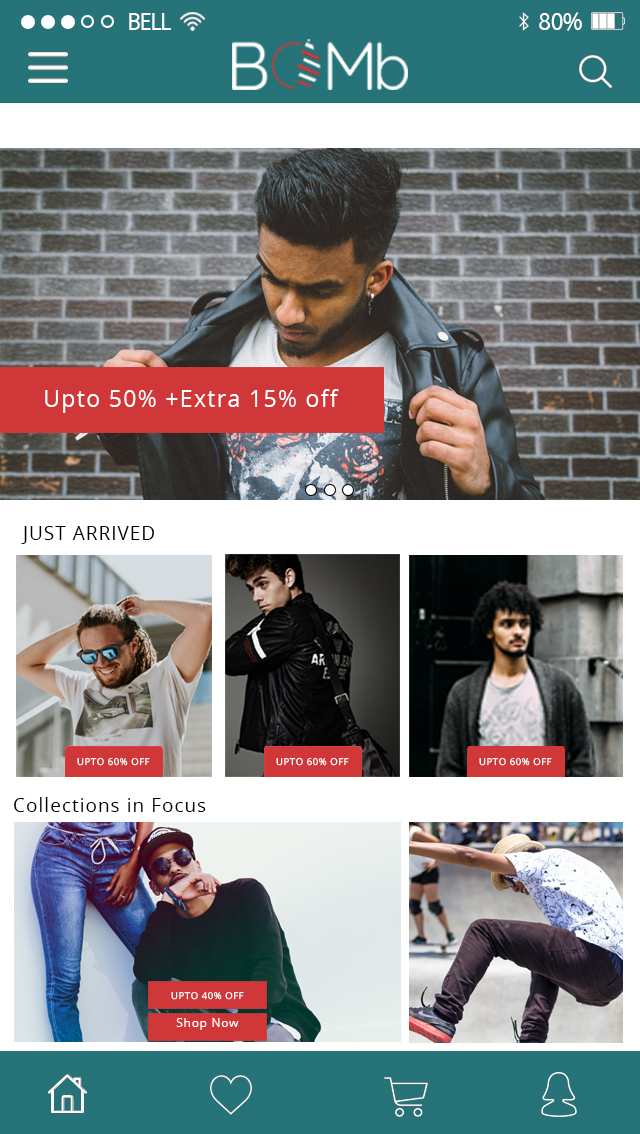 BELL 80%
BOMb
Upto 50% +Extra 15% off
JUST ARRIVED
UPTO 60% OFF
UPTO 60% OFF
UPTO 60% OFF
Collections in Focus
UPTO 40% OFF
Shop Now